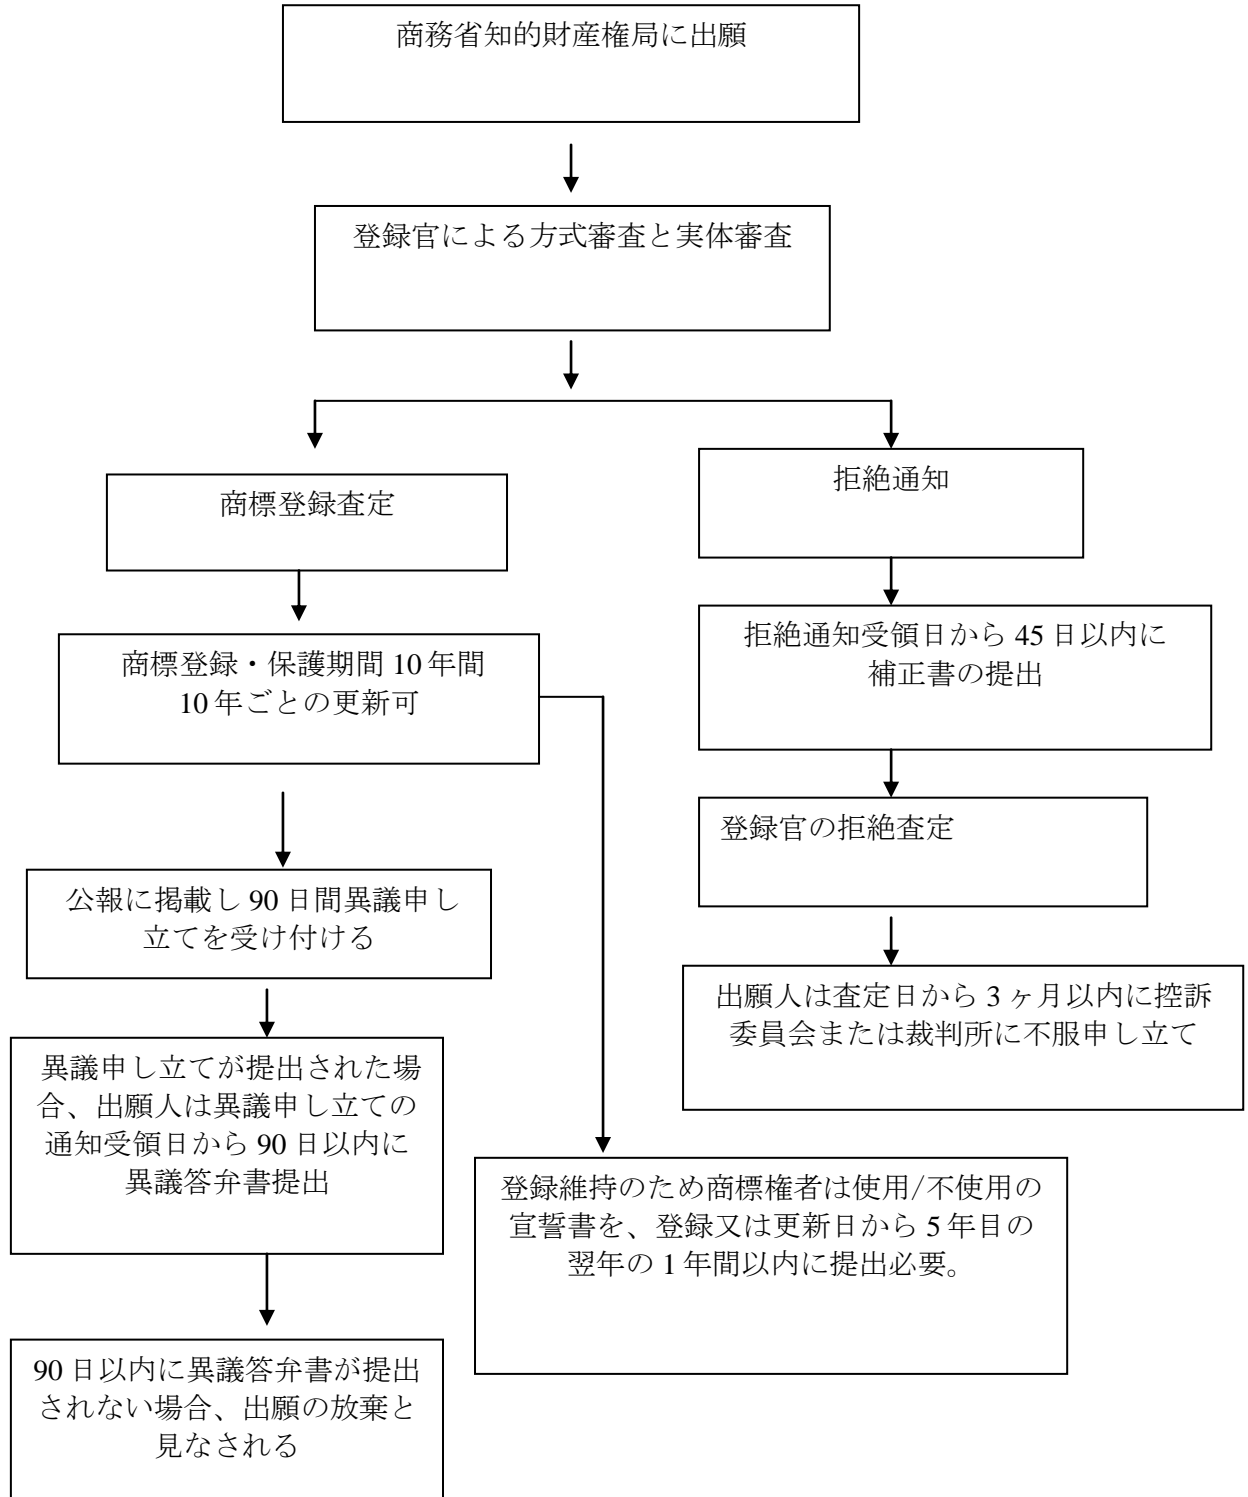 商務省知的財産権局に出願
登録官による方式審査と実体審査
商標登録査定
拒絶通知
商標登録・保護期間 10 年間
10 年ごとの更新可
拒絶通知受領日から 45 日以内に
補正書の提出
公報に掲載し 90 日間異議申し
立てを受け付ける
登録官の拒絶査定
異議申し立てが提出された場
合、出願人は異議申し立ての
通知受領日から 90 日以内に
異議答弁書提出
出願人は査定日から 3 ヶ月以内に控訴
委員会または裁判所に不服申し立て
登録維持のため商標権者は使用/不使用の
宣誓書を、登録又は更新日から 5 年目の
翌年の 1 年間以内に提出必要。
90 日以内に異議答弁書が提出
されない場合、出願の放棄と
見なされる